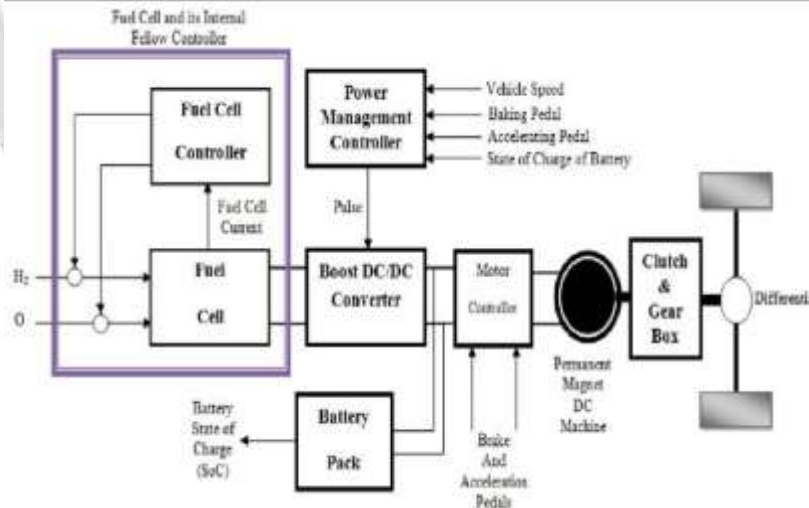 Fuel Cell and its Internal
Fellow Controller
Fuel Cell
Controller
Fuel Cell
Current
H2
O
Fuel
Cell
Power
Management
Controller
Vehicle Speed
Baking Pedal
Accelerating Pedal
State of Charge of Battery
Pulse
Boost DC/DC
Converter
Motor
Controller
Permanent
Magnet
DC
Machine
Clutch
&
Gear
Box
Differenti
Battery
State of
Charge
(SoC)
Battery
Pack
Brake
And
Acceleration
Pedals